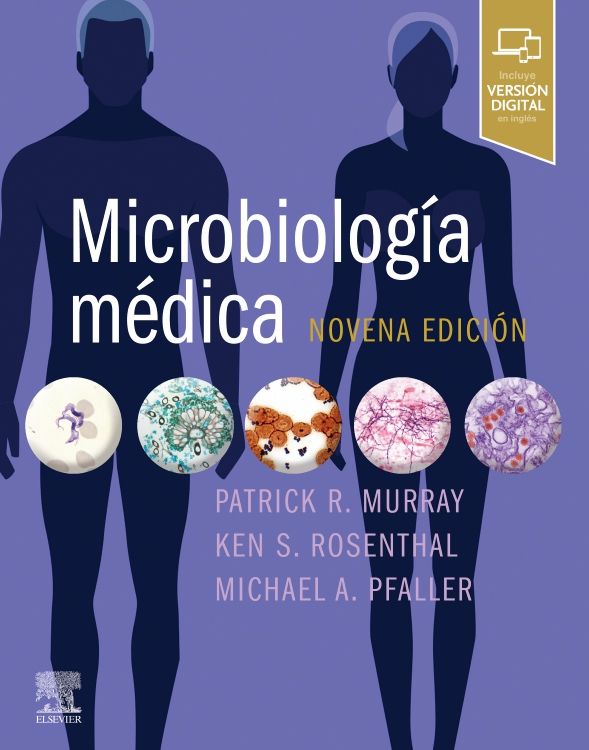 Incluye
VERSIÓN
DIGITAL
en inglés
Microbiología
médica
NOVENA EDICIÓN
PATRICK R. MURRAY
KEN S. ROSENTHAL
MICHAEL A. PFALLER
ELSEVIER